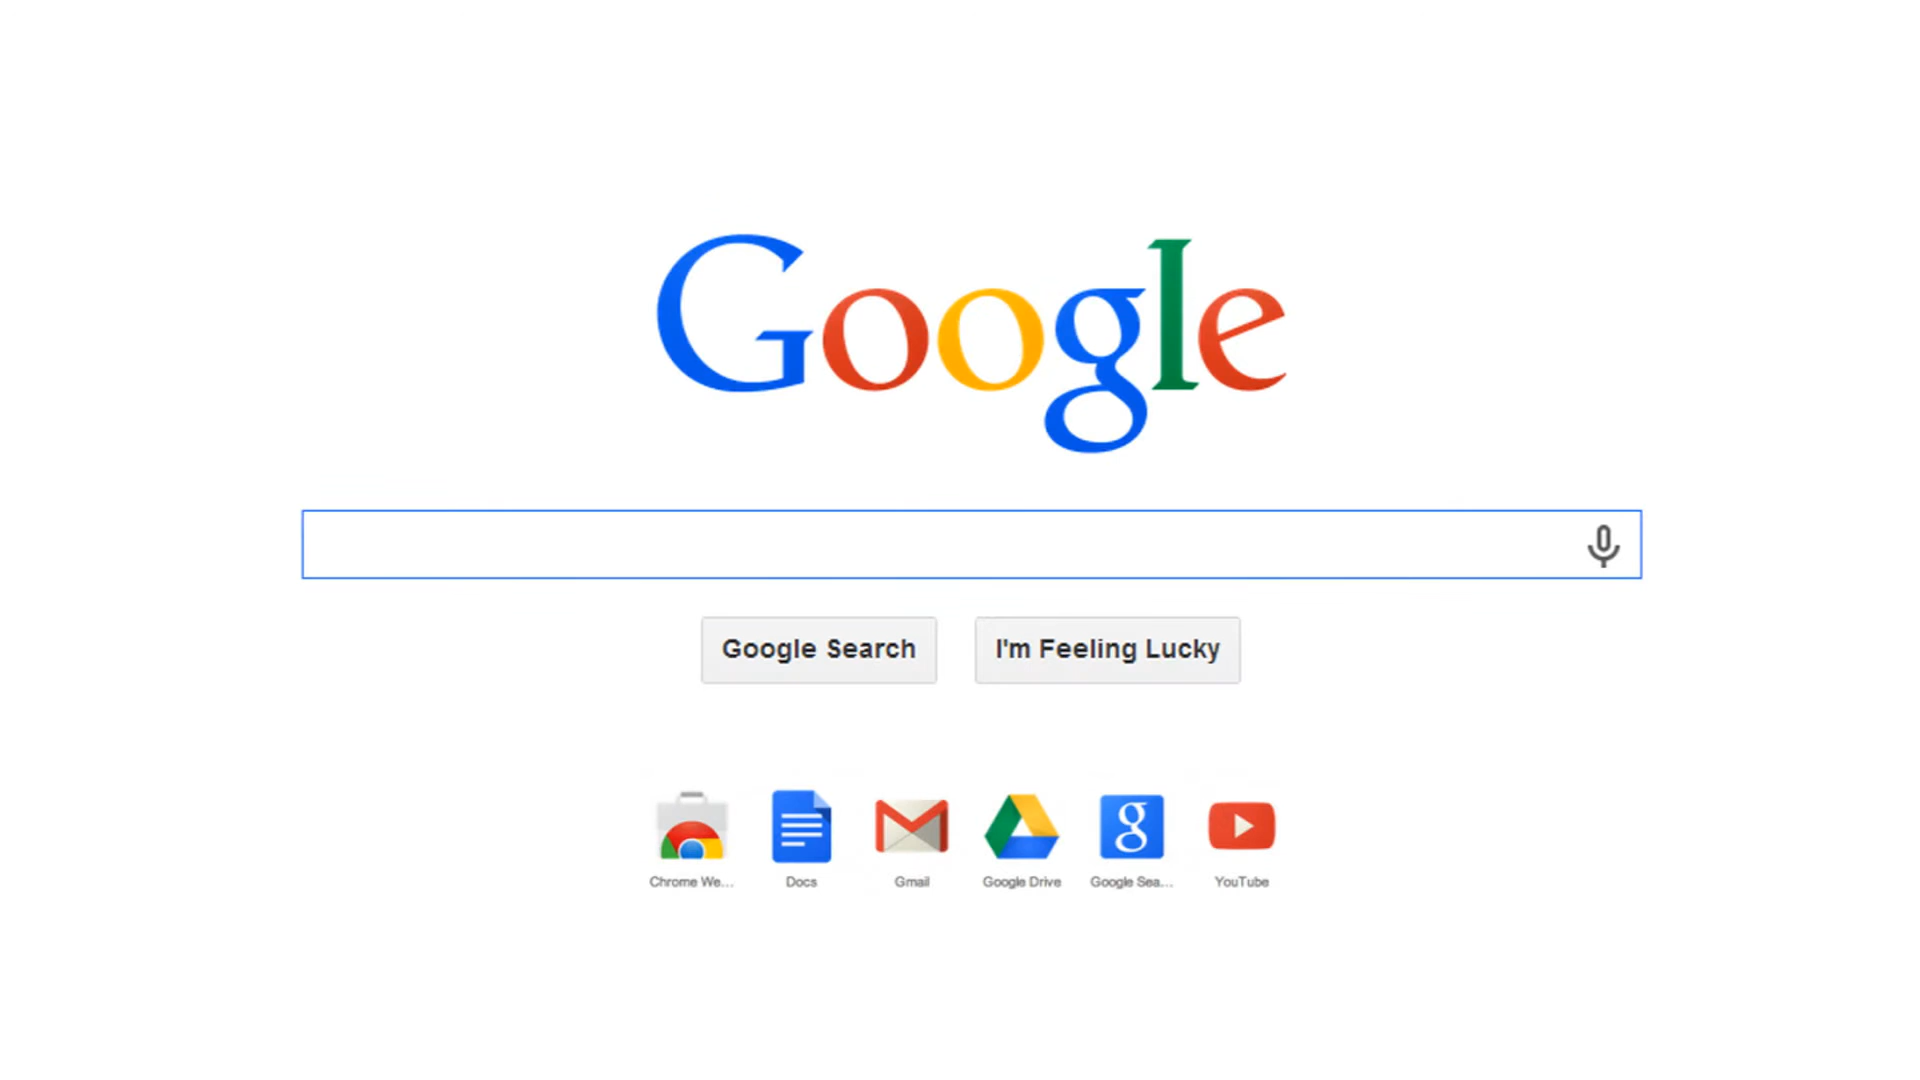 Google
Google Search
I'm Feeling Lucky
Chrome We...
Docs
Gmail
Google Drive
Google Sea...
YouTube